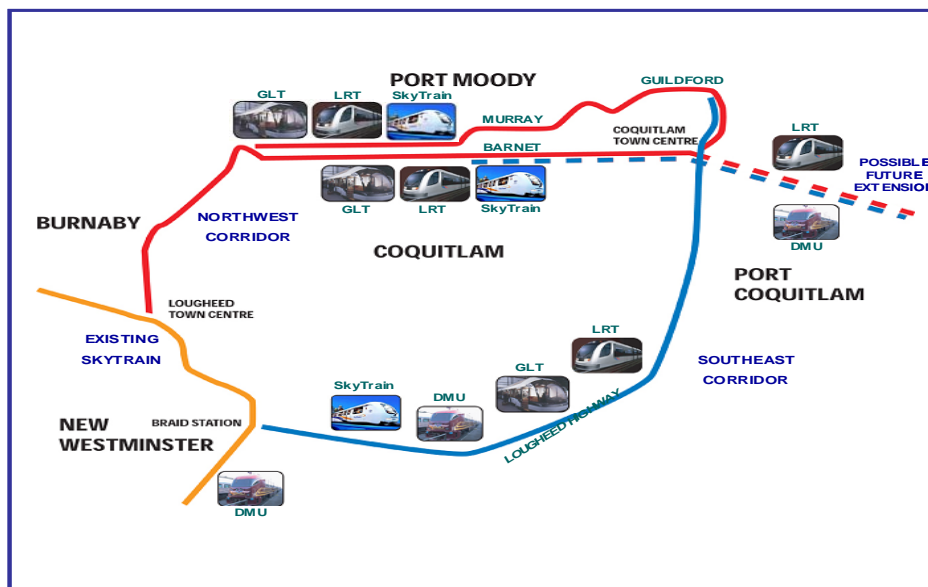 PORT MOODY
GUILDFORD
GLT
LRT
SkyTrain
MURRAY
COQUITLAM
TOWN CENTRE
LRT
BARNET
POSSIBLE
FUTURE
EXTENSION
GLT
LRT
SkyTrain
BURNABY
NORTHWEST
CORRIDOR
COQUITLAM
DMU
PORT
COQUITLAM
LOUGHEED
TOWN CENTRE
EXISTING
SKYTRAIN
LRT
SOUTHEAST
CORRIDOR
GLT
SkyTrain
DMU
LOUGHEED HIGHWAY
NEW
WESTMINSTER
BRAID STATION
DMU